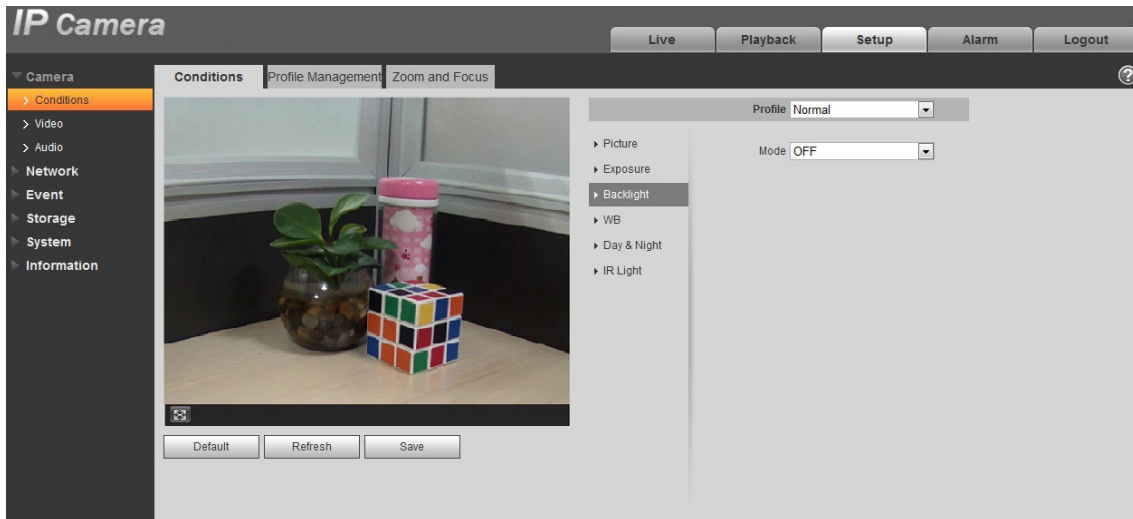 IP Camera
Live
Playback
Setup
Alarm
Logout
Camera
Conditions
Video
Audio
Network
Event
Storage
System
Information
Conditions
Profile Management
Zoom and Focus
?
Profile Normal
Picture
Exposure
Backlight
WB
Day & Night
IR Light
Mode OFF
Default
Refresh
Save